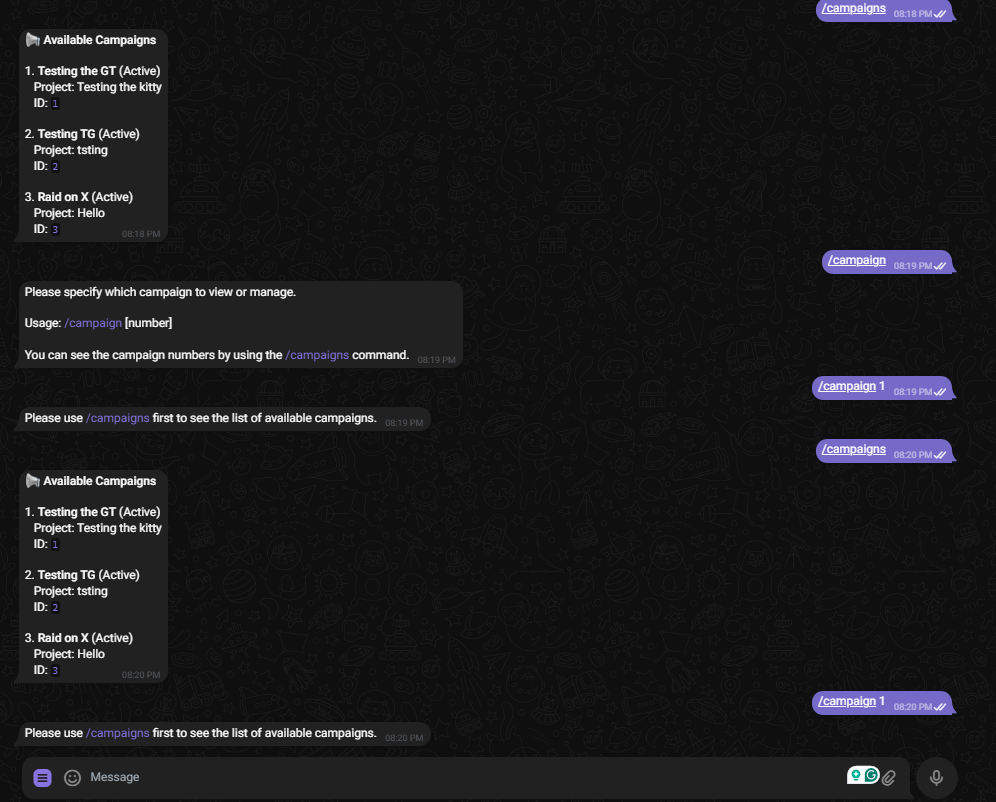 /campaigns 08:18 PM
Available Campaigns
1. Testing the GT (Active)
Project: Testing the kitty
ID: 1
2. Testing TG (Active)
Project: tsting
ID: 2
3. Raid on X (Active)
Project: Hello
ID: 3
08:18 PM
/campaign 08:19 PM
Please specify which campaign to view or manage.
Usage: /campaign [number]
You can see the campaign numbers by using the /campaigns command. 08:19 PM
/campaign 1 08:19 PM
Please use /campaigns first to see the list of available campaigns. 08:19 PM
/campaigns 08:20 PM
Available Campaigns
1. Testing the GT (Active)
Project: Testing the kitty
ID: 1
2. Testing TG (Active)
Project: tsting
ID: 2
3. Raid on X (Active)
Project: Hello
ID: 3
08:20 PM
/campaign 1 08:20 PM
Please use /campaigns first to see the list of available campaigns. 08:20 PM
Message